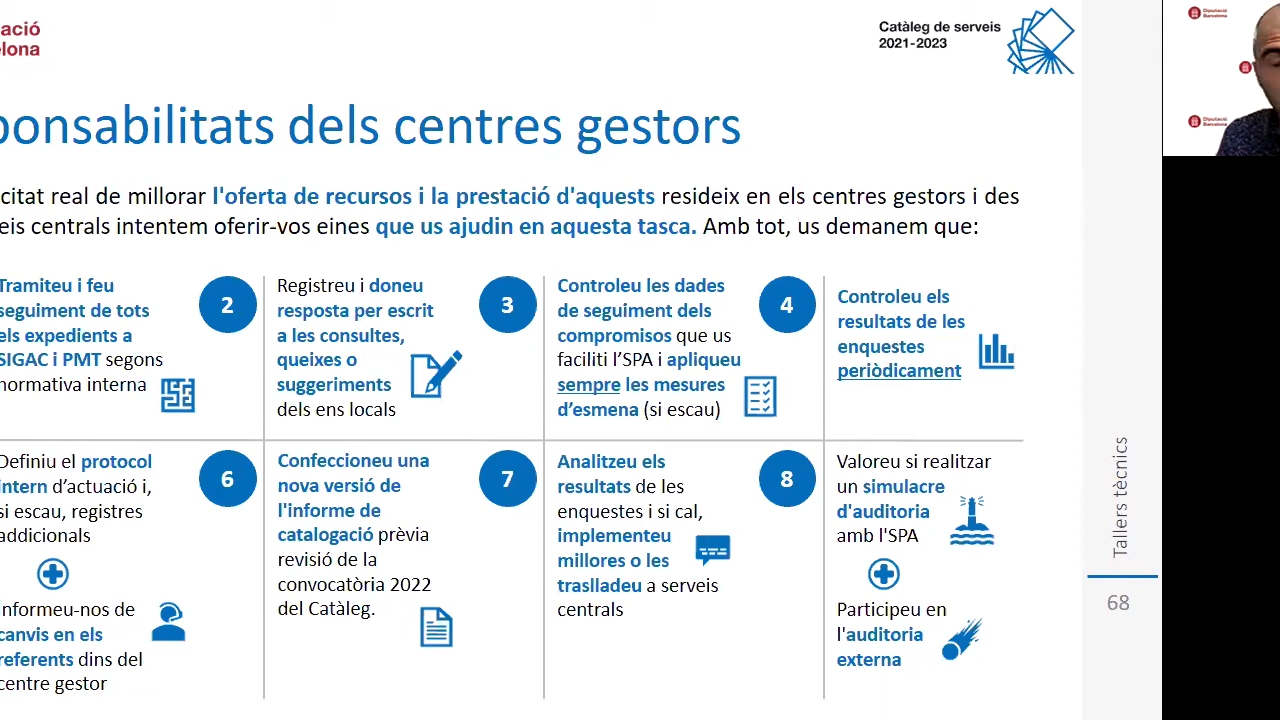 ació
elona
Catàleg de serveis
2021-2023
Diputació
Barcelona
Diputació
Barcelona
ponsabilitats dels centres gestors
citat real de millorar l'oferta de recursos i la prestació d'aquests resideix en els centres gestors i des
eis centrals intentem oferir-vos eines que us ajudin en aquesta tasca. Amb tot, us demanem que:
Tramiteu i feu
seguiment de tots
els expedients a
SIGAC i PMT segons
normativa interna
2
Registreu i doneu
resposta per escrit
a les consultes,
queixes o
suggeriments
dels ens locals
3
Controleu les dades
de seguiment dels
compromisos que us
faciliti l’SPA i apliqueu
sempre les mesures
d’esmena (si escau)
4
Controleu els
resultats de les
enquestes
periòdicament
Definiu el protocol
intern d’actuació i,
si escau, registres
addicionals
Informeu-nos de
canvis en els
referents dins del
centre gestor
6
Confeccioneu una
nova versió de
l'informe de
catalogació prèvia
revisió de la
convocatòria 2022
del Catàleg.
7
Analitzeu els
resultats de les
enquestes i si cal,
implementeu
millores o les
traslladeu a serveis
centrals
8
Valoreu si realitzar
un simulacre
d'auditoria
amb l'SPA
Participeu en
l'auditoria
externa
Tallers tècnics
68